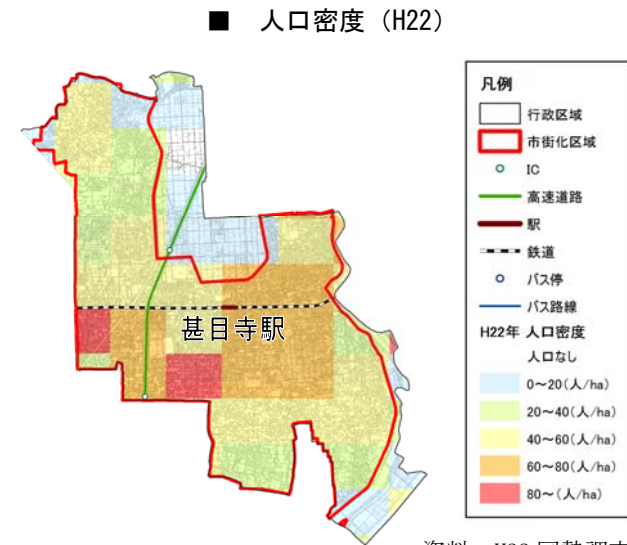 ■ 人口密度（H22）
凡例
行政区域
市街化区域
IC
高速道路
駅
鉄道
バス停
バス路線
H22年 人口密度
人口なし
0～20(人/ha)
20～40(人/ha)
40～60(人/ha)
60～80(人/ha)
80～(人/ha)
甚目寺駅